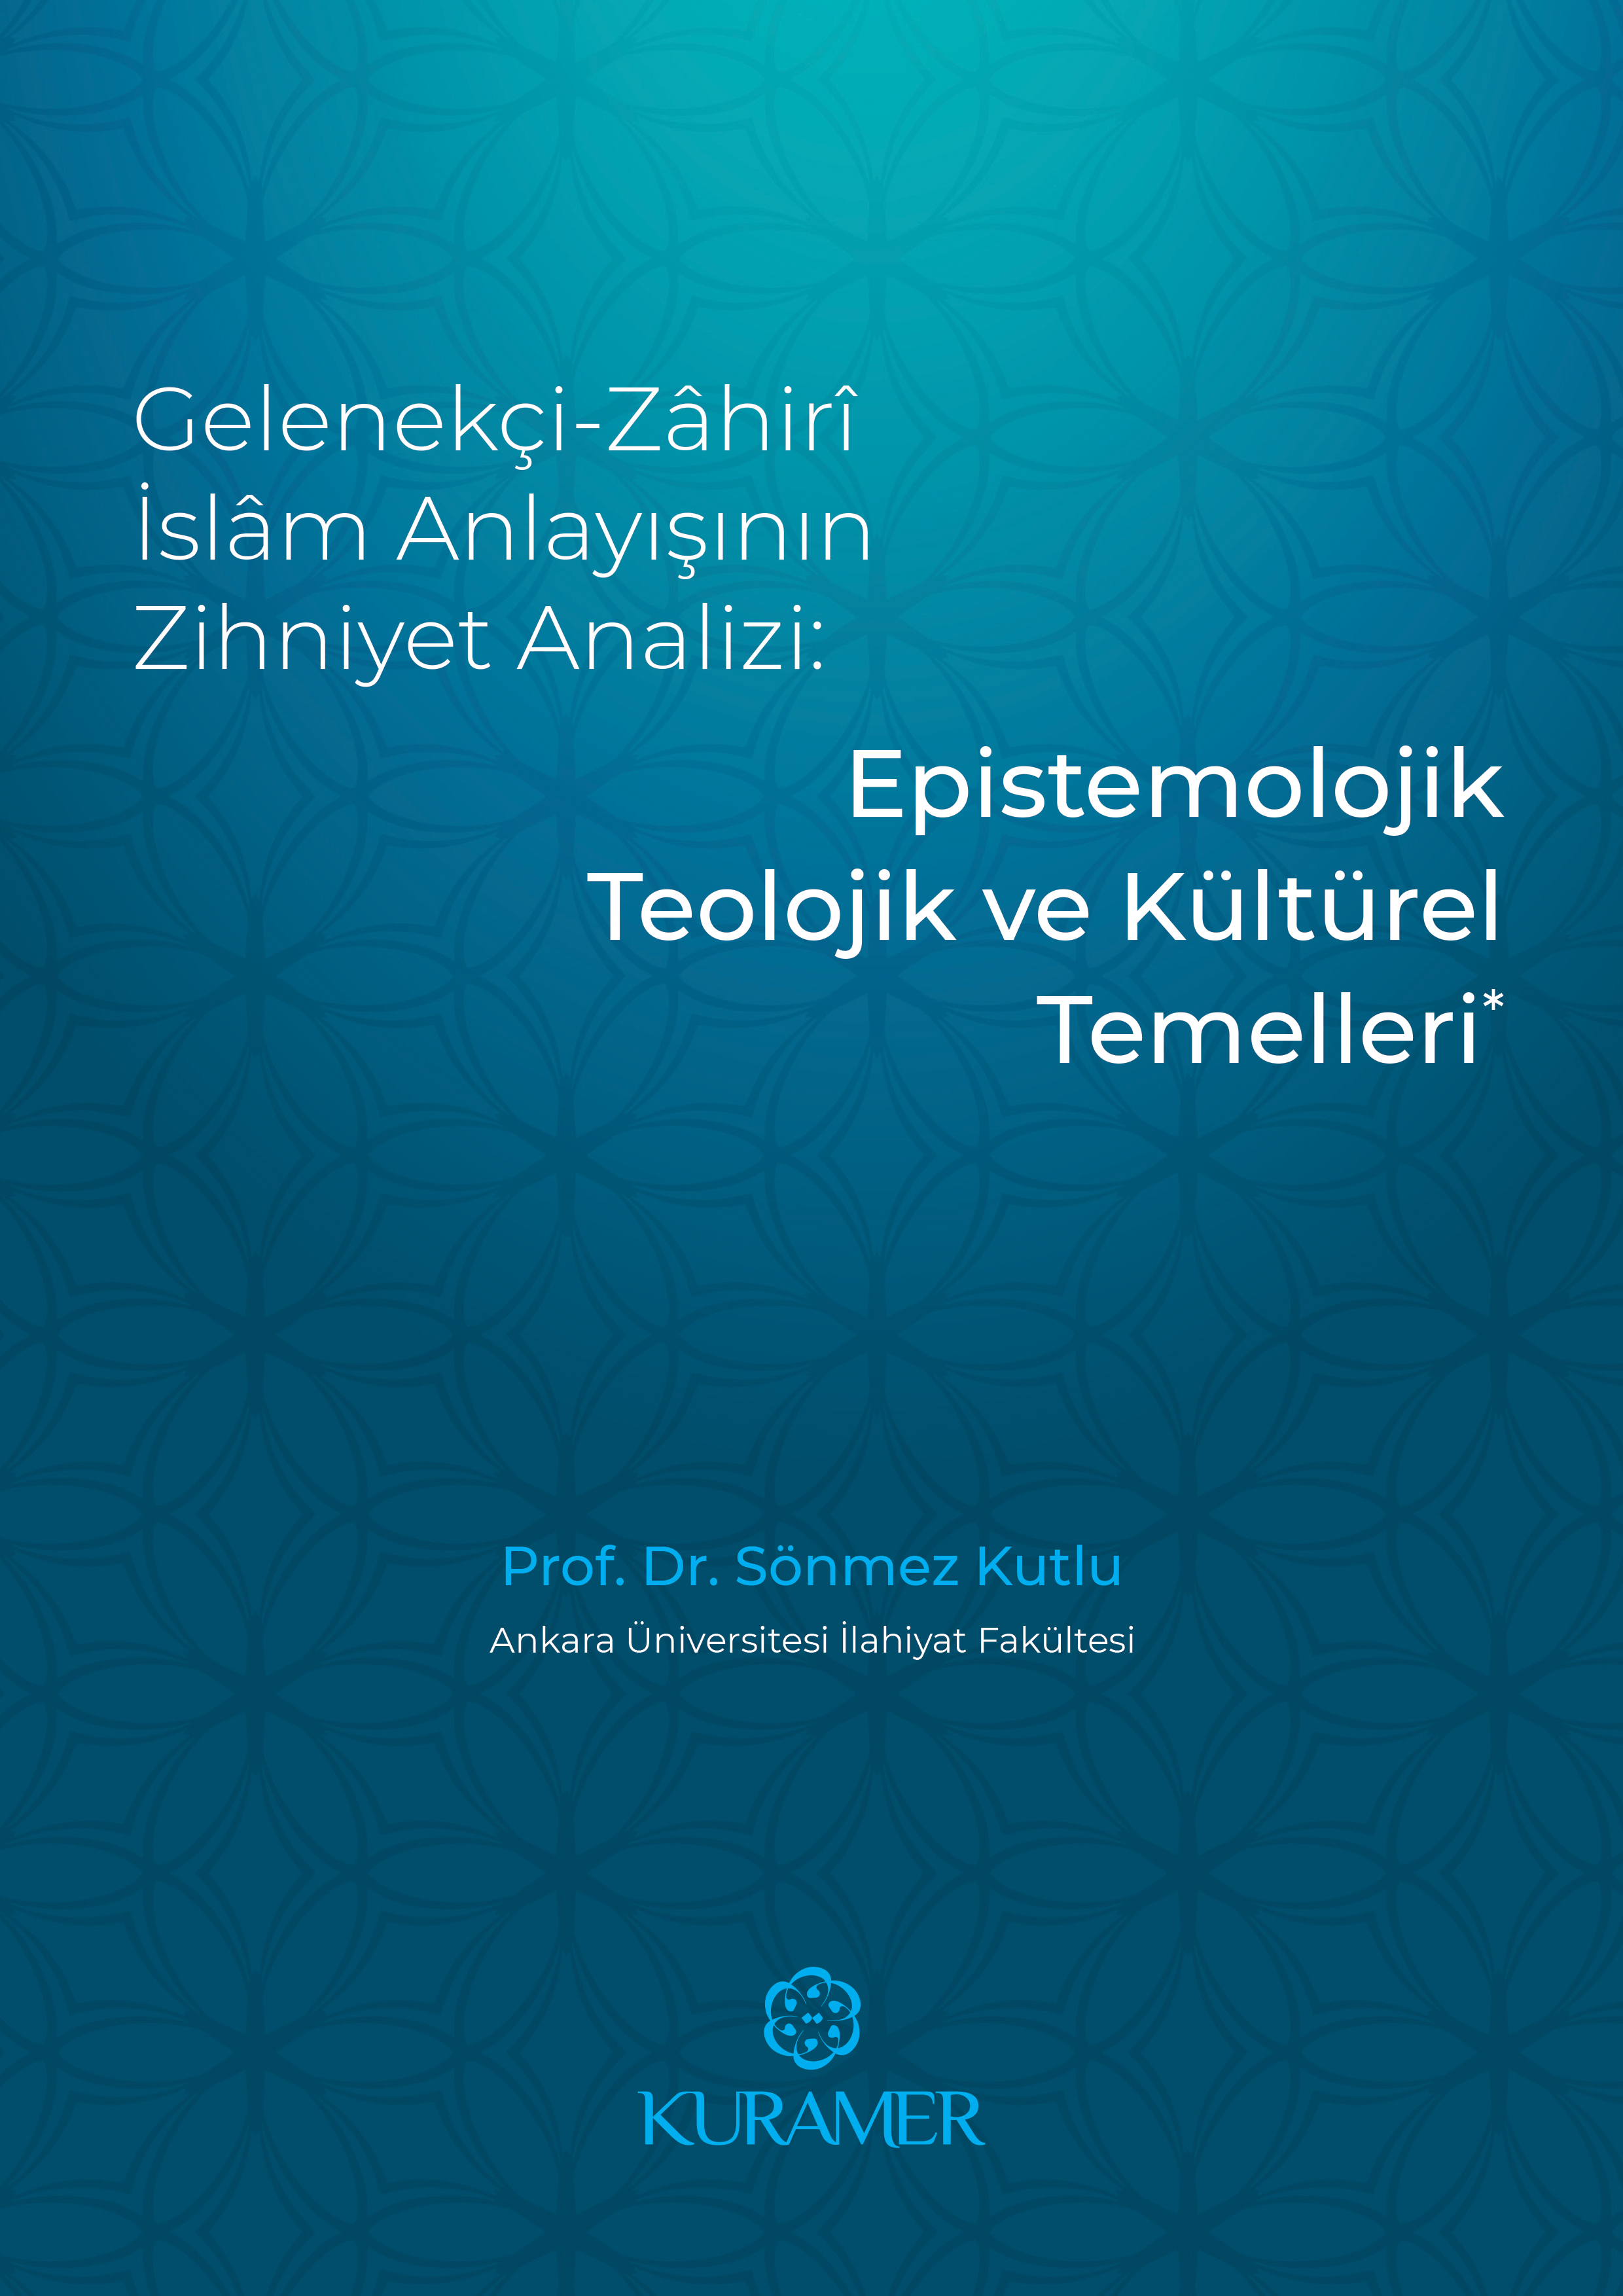 Gelenekçi-Zâhirî
İslâm Anlayışının
Zihniyet Analizi:
Epistemolojik
Teolojik ve Kültürel
Temelleri*
Prof. Dr. Sönmez Kutlu
Ankara Üniversitesi İlahiyat Fakültesi
KURAMER